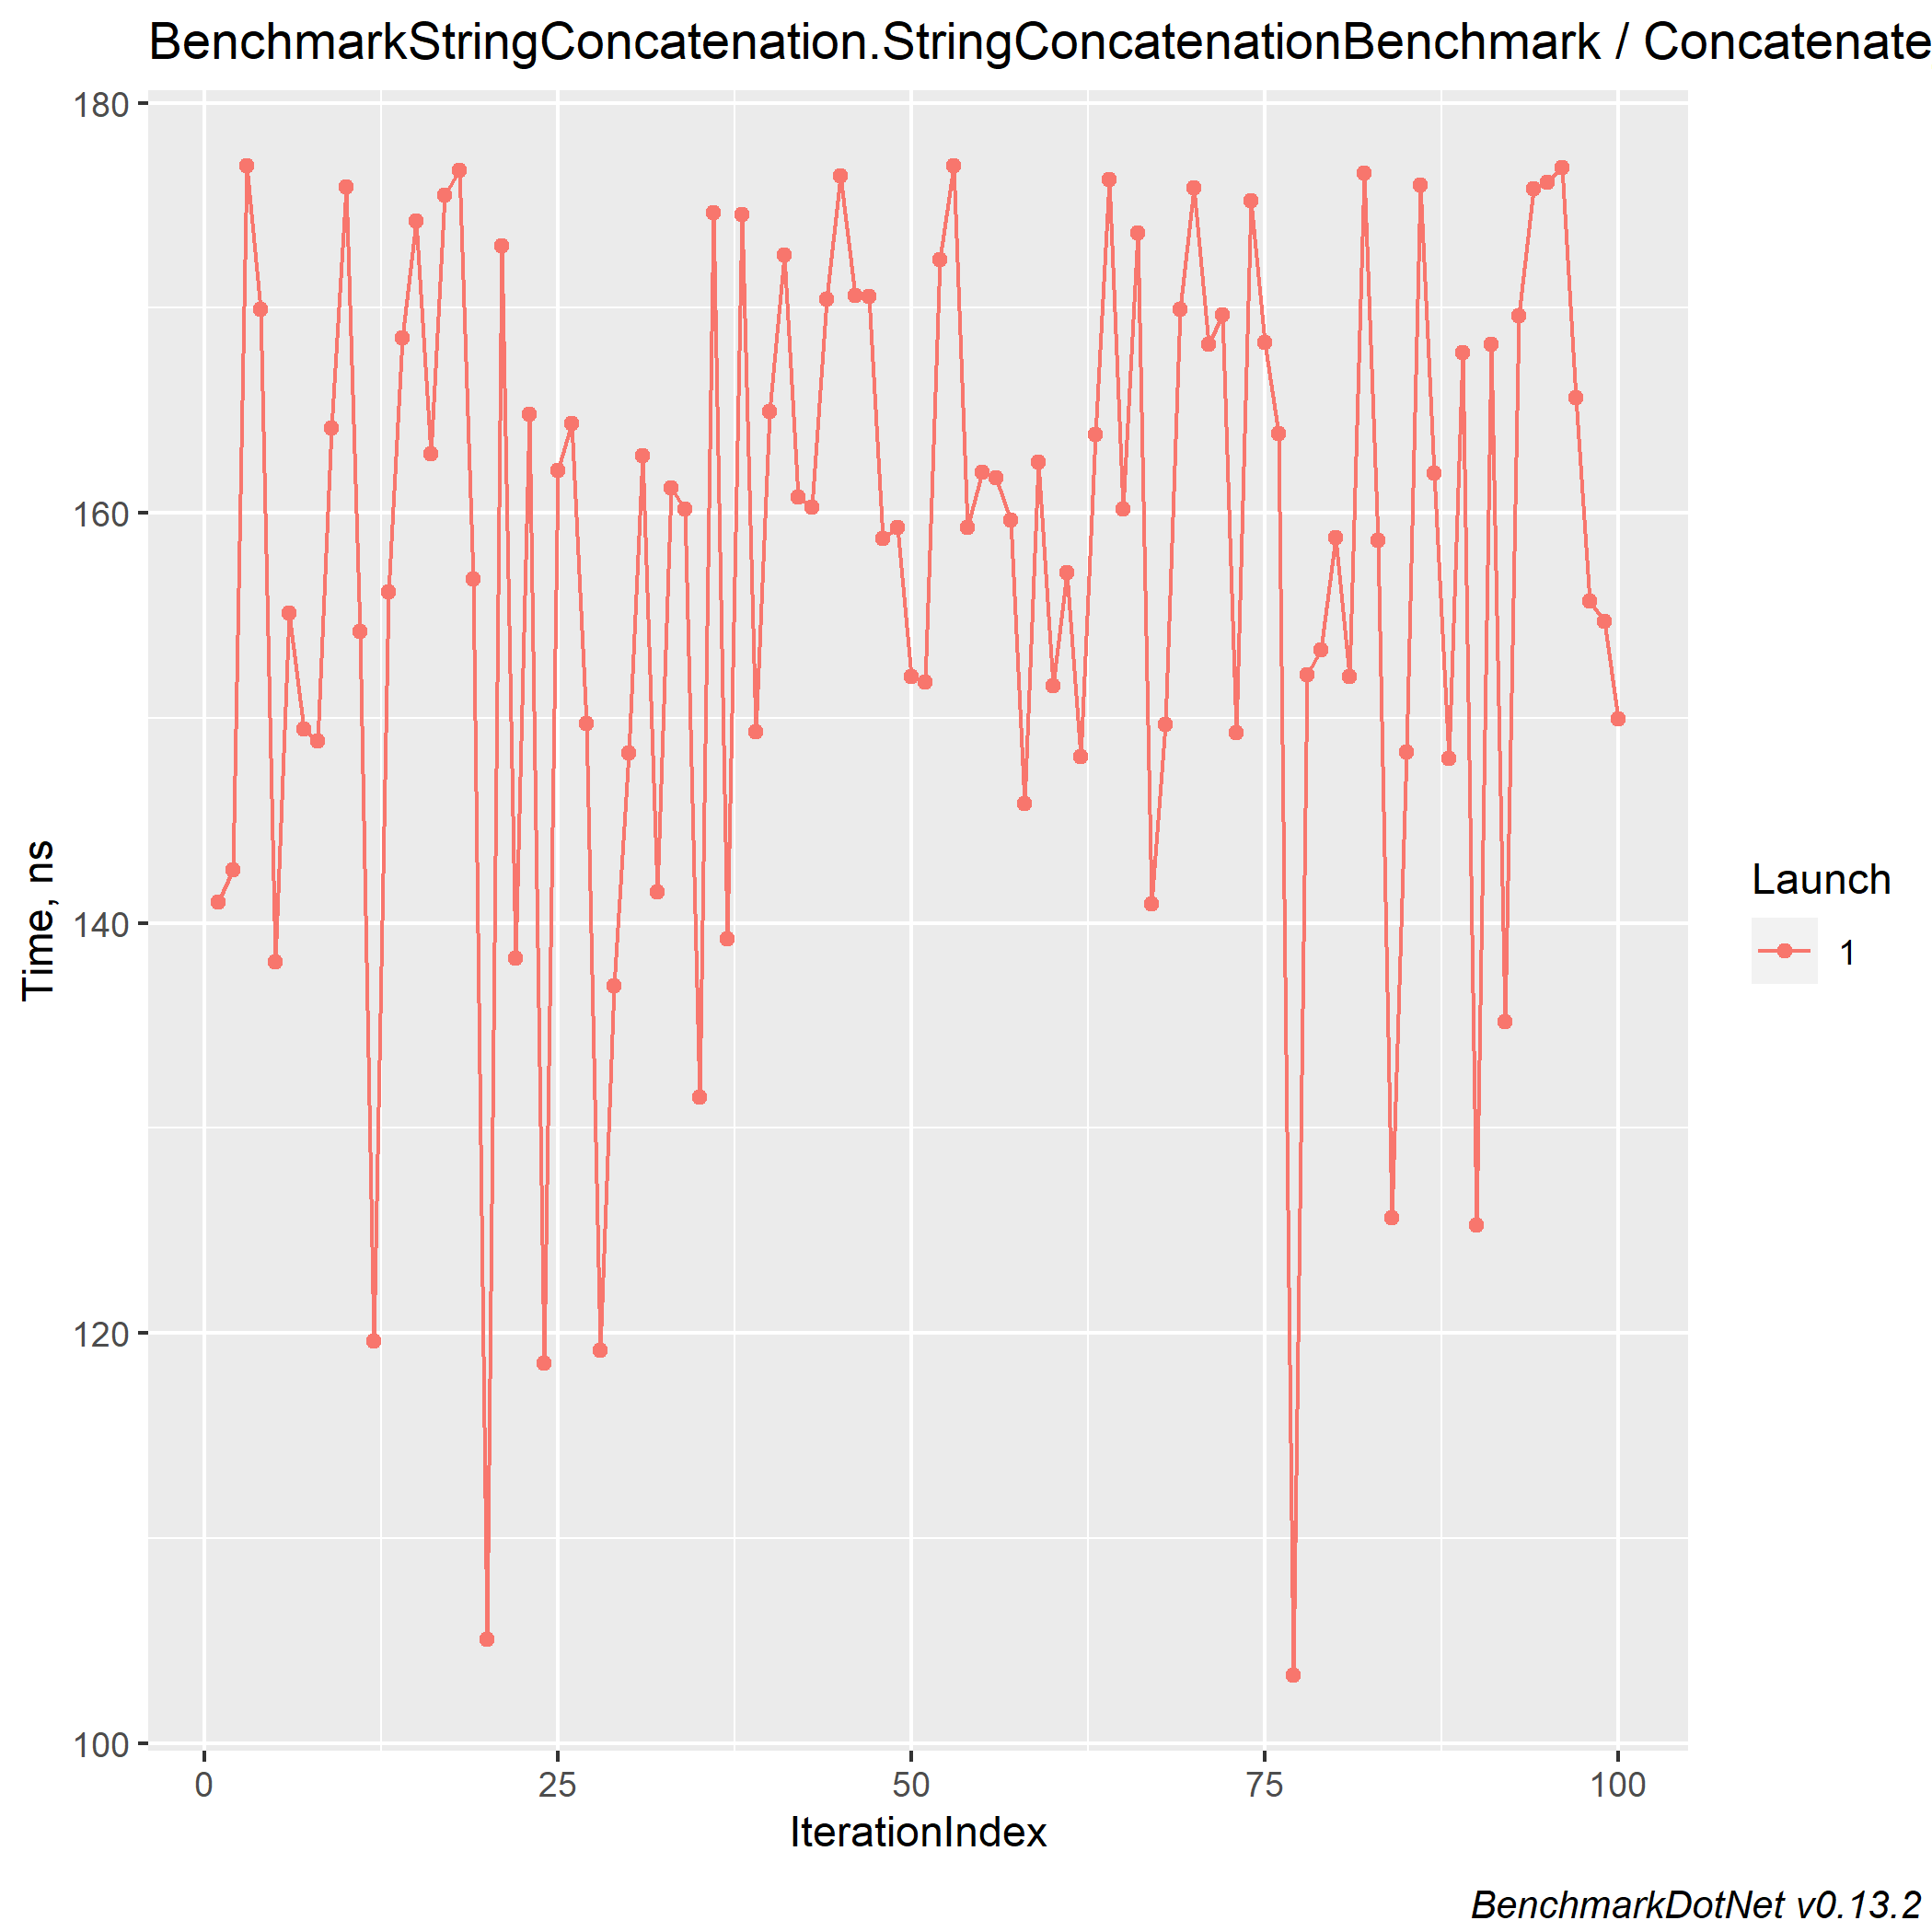 BenchmarkStringConcatenation.StringConcatenationBenchmark / Concatenate
180
160
140
120
100
Time, ns
0 25 50 75 100
IterationIndex
Launch
1
BenchmarkDotNet v0.13.2